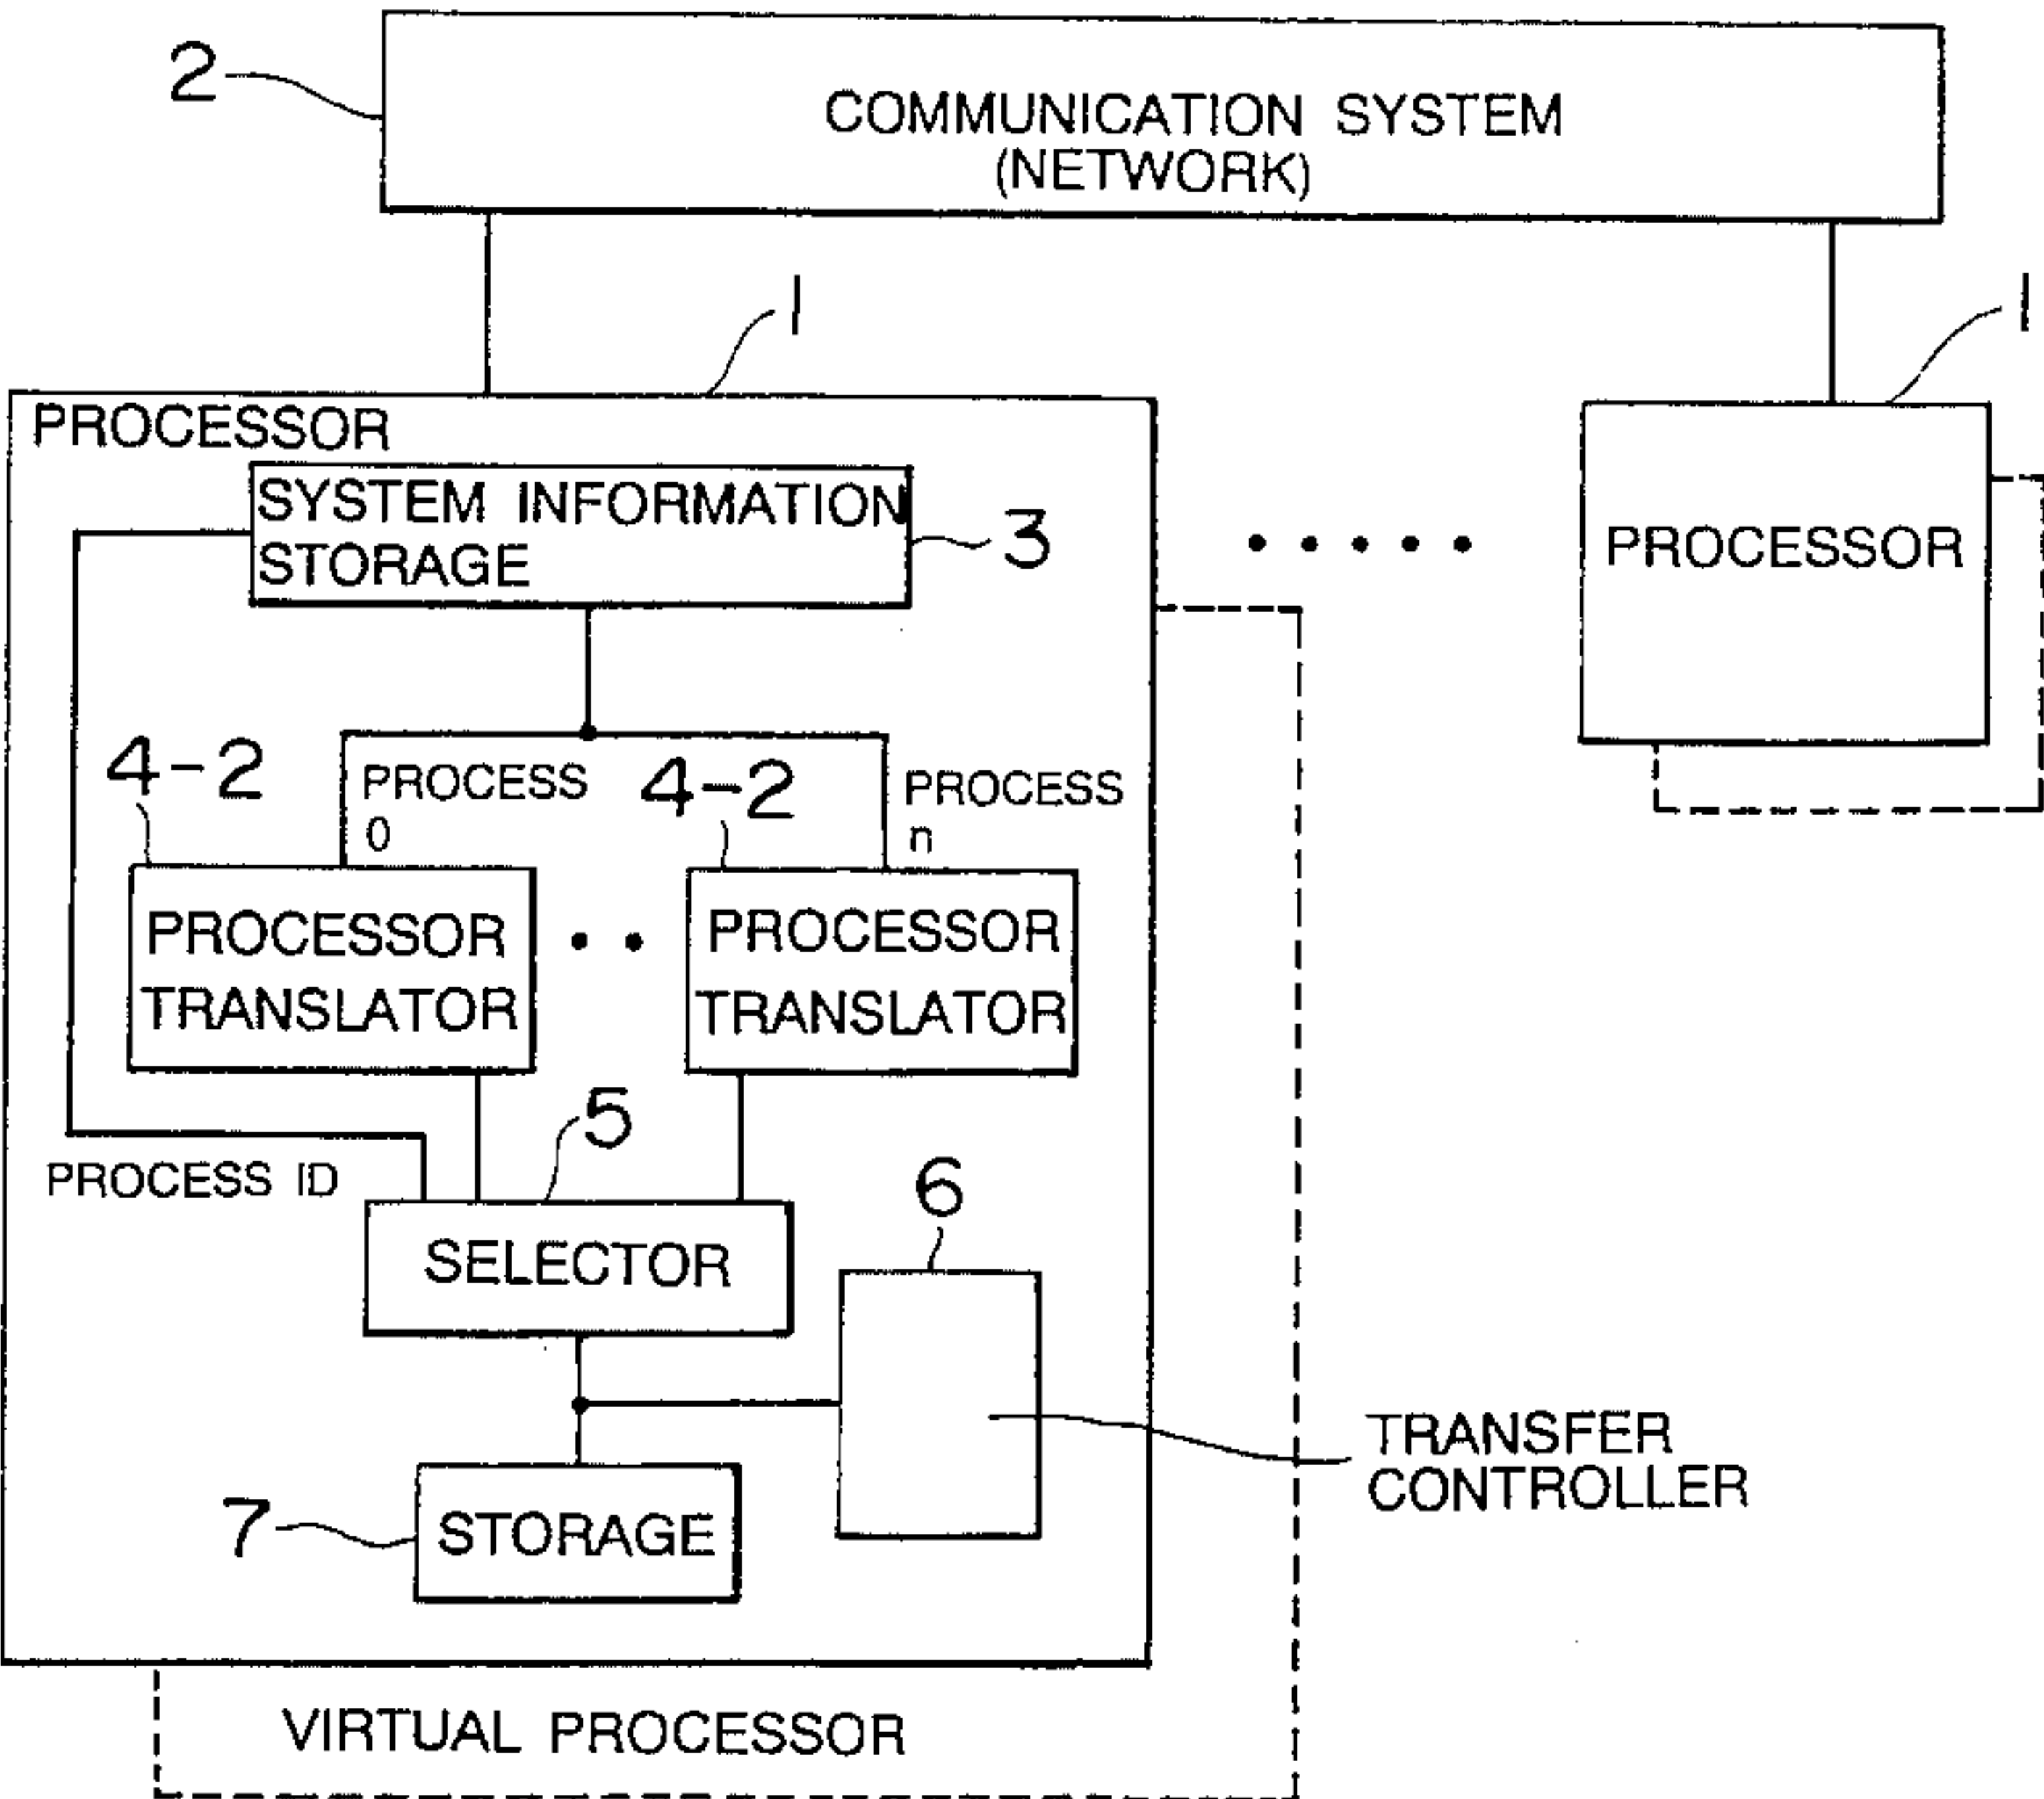 2
COMMUNICATION SYSTEM
(NETWORK)
1
1
PROCESSOR
SYSTEM INFORMATION
STORAGE
3
PROCESSOR
4-2
PROCESS
0
4-2
PROCESS
n
PROCESSOR
TRANSLATOR
PROCESSOR
TRANSLATOR
5
PROCESS ID
6
SELECTOR
TRANSFER
CONTROLLER
7
STORAGE
VIRTUAL PROCESSOR